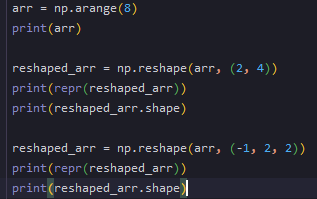 arr = np.arange(8)
print(arr)
reshaped_arr = np.reshape(arr, (2, 4))
print(repr(reshaped_arr))
print(reshaped_arr.shape)
reshaped_arr = np.reshape(arr, (-1, 2, 2))
print(repr(reshaped_arr))
print(reshaped_arr.shape)